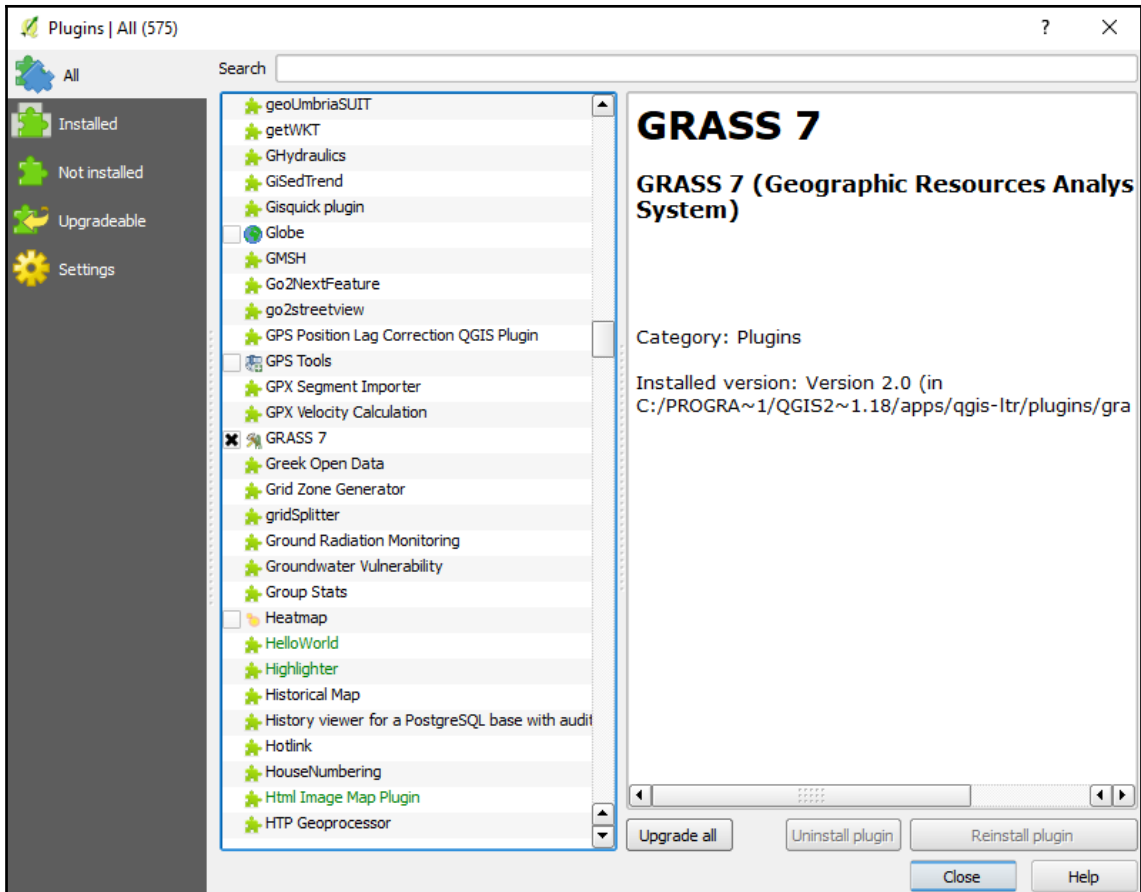 Plugins | All (575)
?
All
Installed
Not installed
Upgradeable
Settings
Search
geoUmbriaSUIT
getWKT
GHydraulics
GiSedTrend
Gisquick plugin
Globe
GMSH
Go2NextFeature
go2streetview
GPS Position Lag Correction QGIS Plugin
GPS Tools
GPX Segment Importer
GPX Velocity Calculation
GRASS 7
Greek Open Data
Grid Zone Generator
gridSplitter
Ground Radiation Monitoring
Groundwater Vulnerability
Group Stats
Heatmap
HelloWorld
Highlighter
Historical Map
History viewer for a PostgreSQL base with audit
Hotlink
HouseNumbering
Html Image Map Plugin
HTP Geoprocessor
GRASS 7
GRASS 7 (Geographic Resources Analys
System)
Category: Plugins
Installed version: Version 2.0 (in
C:/PROGRA~1/QGIS2~1.18/apps/qgis-ltr/plugins/gra
Upgrade all
Uninstall plugin
Reinstall plugin
Close
Help